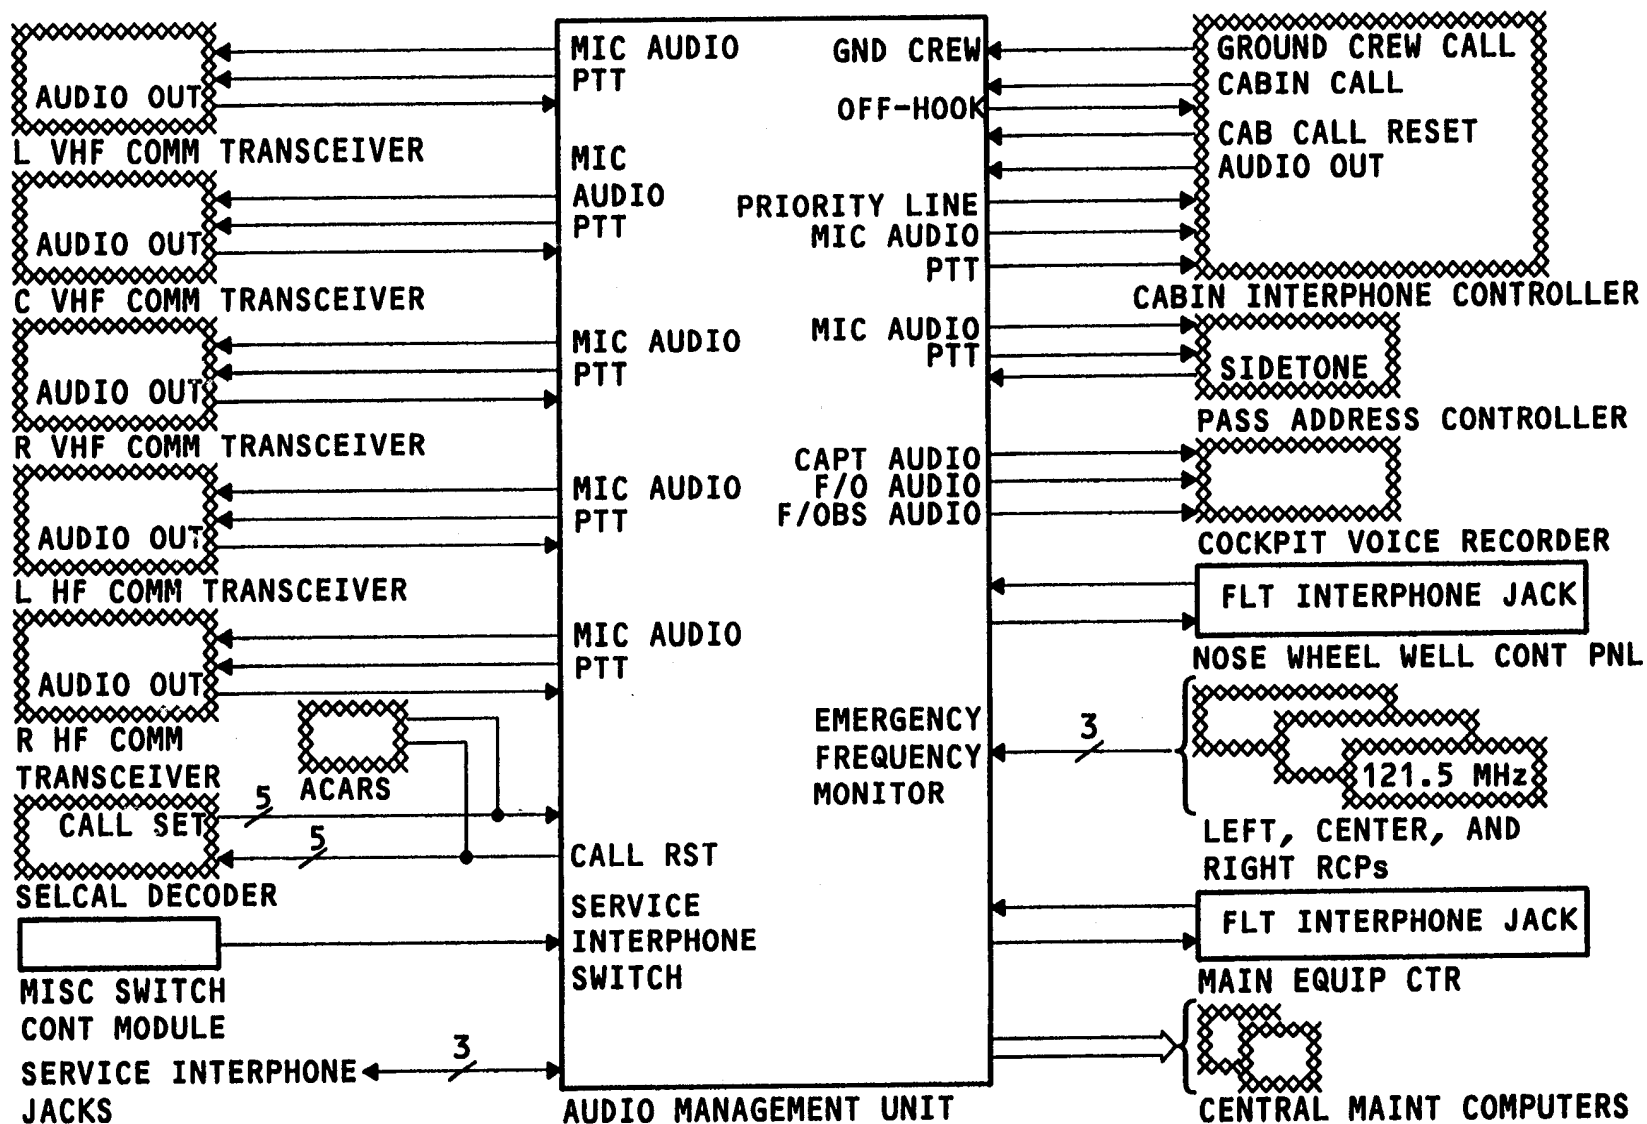 AUDIO OUT
L VHF COMM TRANSCEIVER
AUDIO OUT
C VHF COMM TRANSCEIVER
AUDIO OUT
R VHF COMM TRANSCEIVER
AUDIO OUT
L HF COMM TRANSCEIVER
AUDIO OUT
R HF COMM
TRANSCEIVER
ACARS
CALL SET
5
5
SELCAL DECODER
MISC SWITCH
CONT MODULE
SERVICE INTERPHONE
JACKS
3
MIC AUDIO
PTT
MIC
AUDIO
PTT
MIC AUDIO
PTT
MIC AUDIO
PTT
MIC AUDIO
PTT
CALL RST
SERVICE
INTERPHONE
SWITCH
GND CREW
OFF-HOOK
PRIORITY LINE
MIC AUDIO
PTT
MIC AUDIO
PTT
CAPT AUDIO
F/O AUDIO
F/OBS AUDIO
EMERGENCY
FREQUENCY
MONITOR
AUDIO MANAGEMENT UNIT
GROUND CREW CALL
CABIN CALL
CAB CALL RESET
AUDIO OUT
CABIN INTERPHONE CONTROLLER
SIDETONE
PASS ADDRESS CONTROLLER
COCKPIT VOICE RECORDER
FLT INTERPHONE JACK
NOSE WHEEL WELL CONT PNL
3
121.5 MHz
LEFT, CENTER, AND
RIGHT RCPs
FLT INTERPHONE JACK
MAIN EQUIP CTR
CENTRAL MAINT COMPUTERS